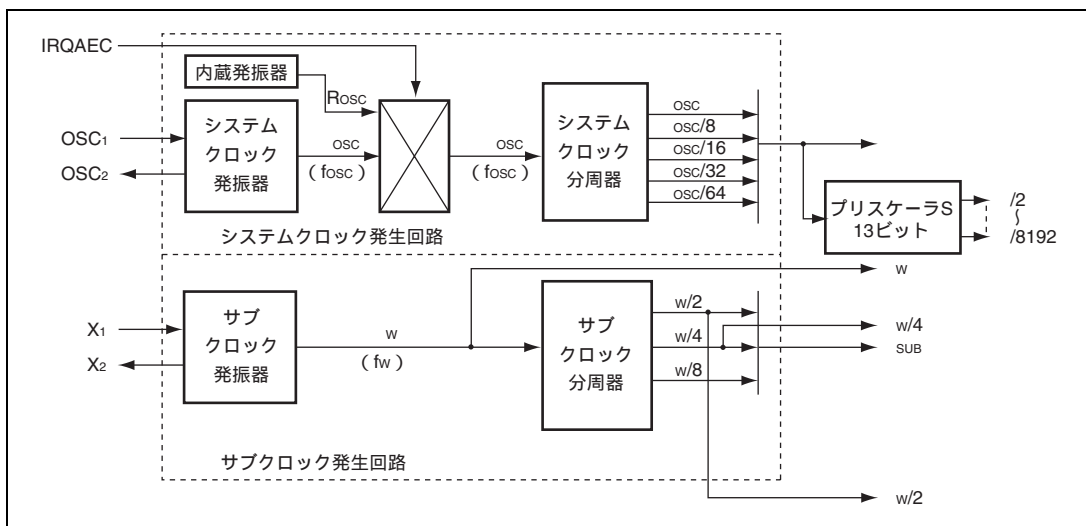 IRQAEC
内蔵発振器
ROSC
OSC1
OSC2
システム
クロック
発振器
OSC
(fOSC)
OSC
(fOSC)
システム
クロック
分周器
OSC
OSC/8
OSC/16
OSC/32
OSC/64
プリスケーラS
13ビット
/2
~
/8192
システムクロック発生回路
X1
X2
サブ
クロック
発振器
W
(fW)
サブ
クロック
分周器
W/2
W/4
W/8
W
W/4
SUB
W/2
サブクロック発生回路